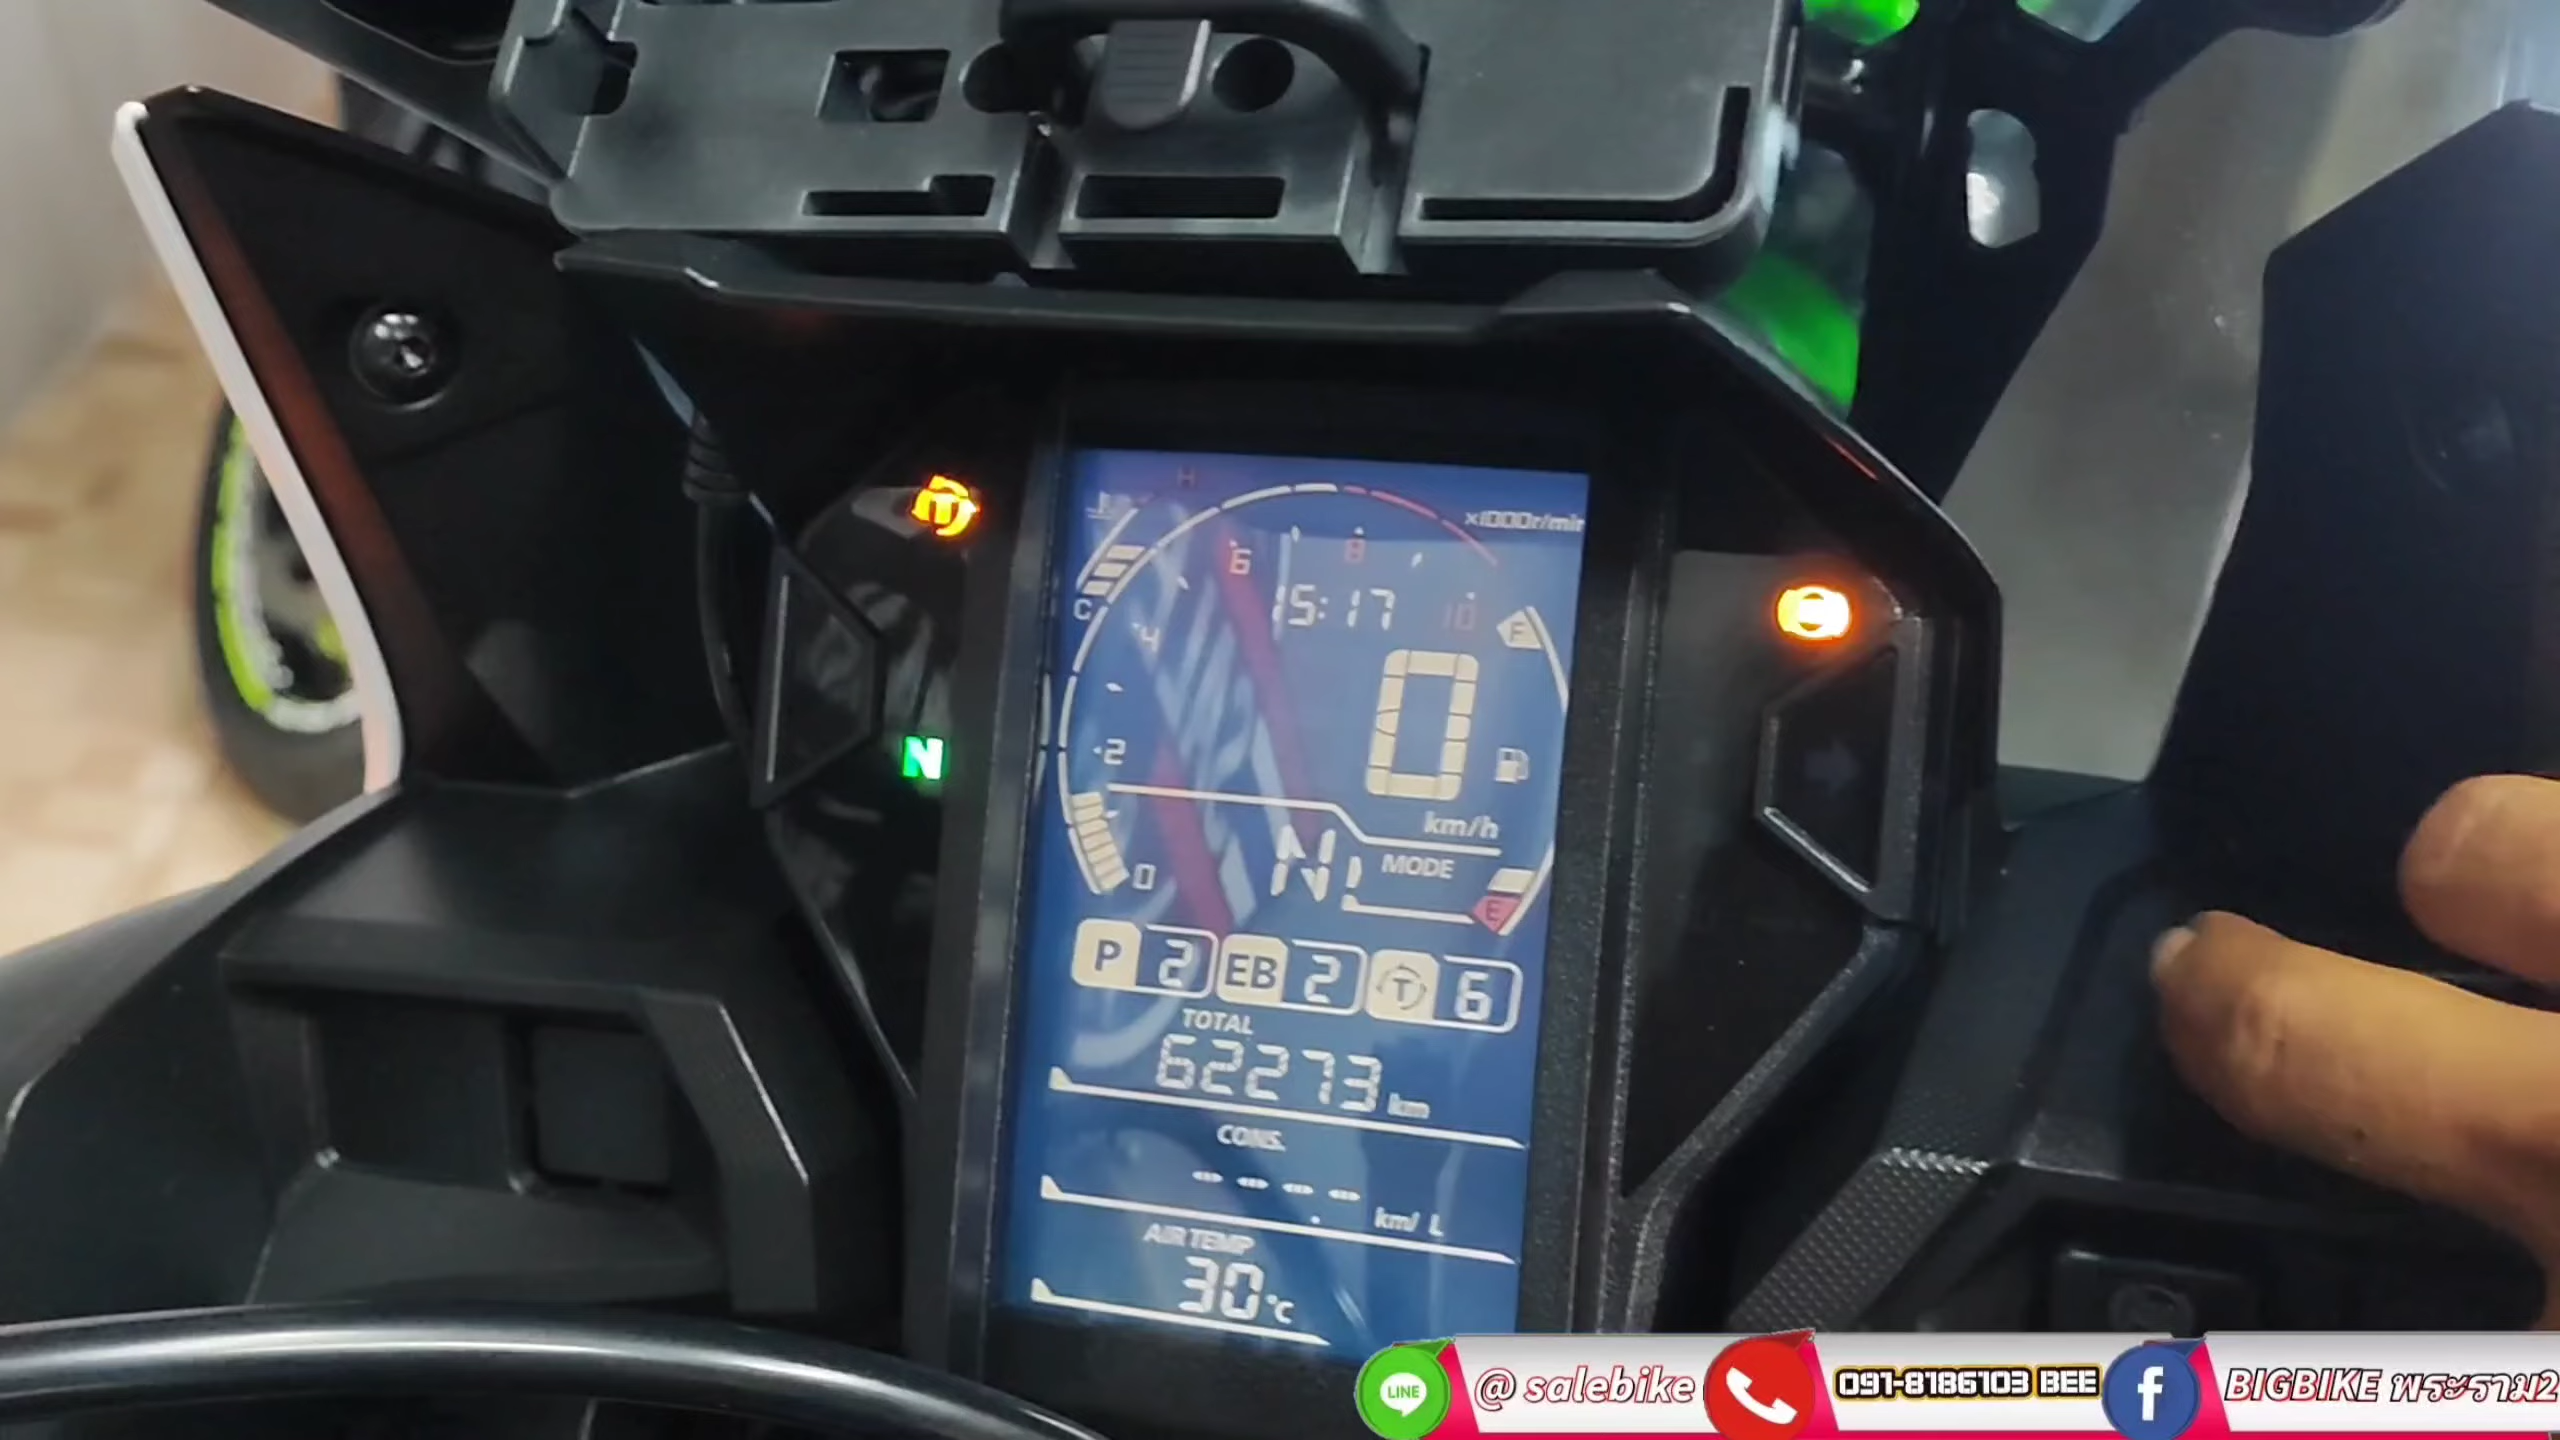 H
×1000r/min
6
8
15:17
10
C
F
4
0
2
km/h
N
MODE
0
E
P 2 EB 2 T 6
TOTAL
62273 km
CONS.
----
km/ L
AIR TEMP
30°C
T
N
LINE
@ salebike
091-8186103 BEE
f
BIGBIKE พระราม2